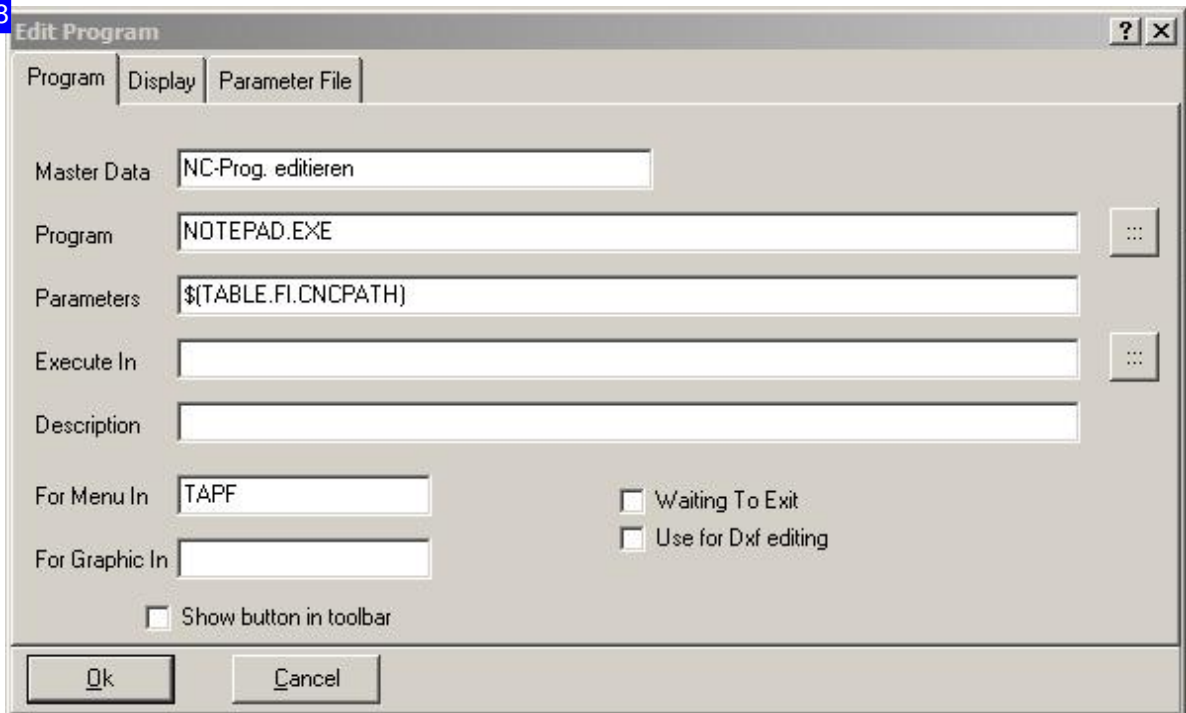 3
Edit Program
Program Display Parameter File
Master Data NC-Prog. editieren
Program NOTEPAD.EXE :::
Parameters $(TABLE.FI.CNCPATH)
Execute In :::
Description
For Menu In TAPF Waiting To Exit
Use for Dxf editing
For Graphic In
Show button in toolbar
Ok Cancel